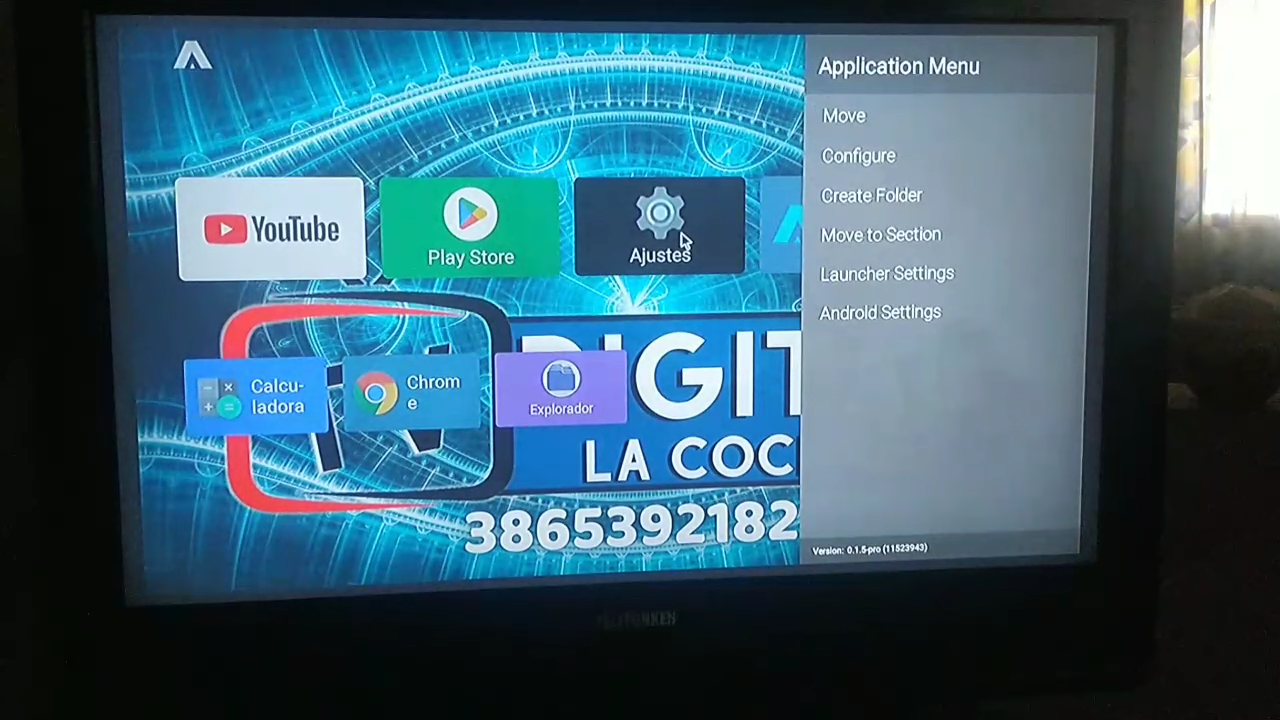 Application Menu
Move
Configure
Create Folder
Move to Section
Launcher Settings
Android Settings
YouTube
Play Store
Ajustes
Calcu-
ladora
Chrom
e
Explorador
DIGIT
LA COC
3865392182
Version: 0.1.5-pro (11523943)
TELEFUNKEN